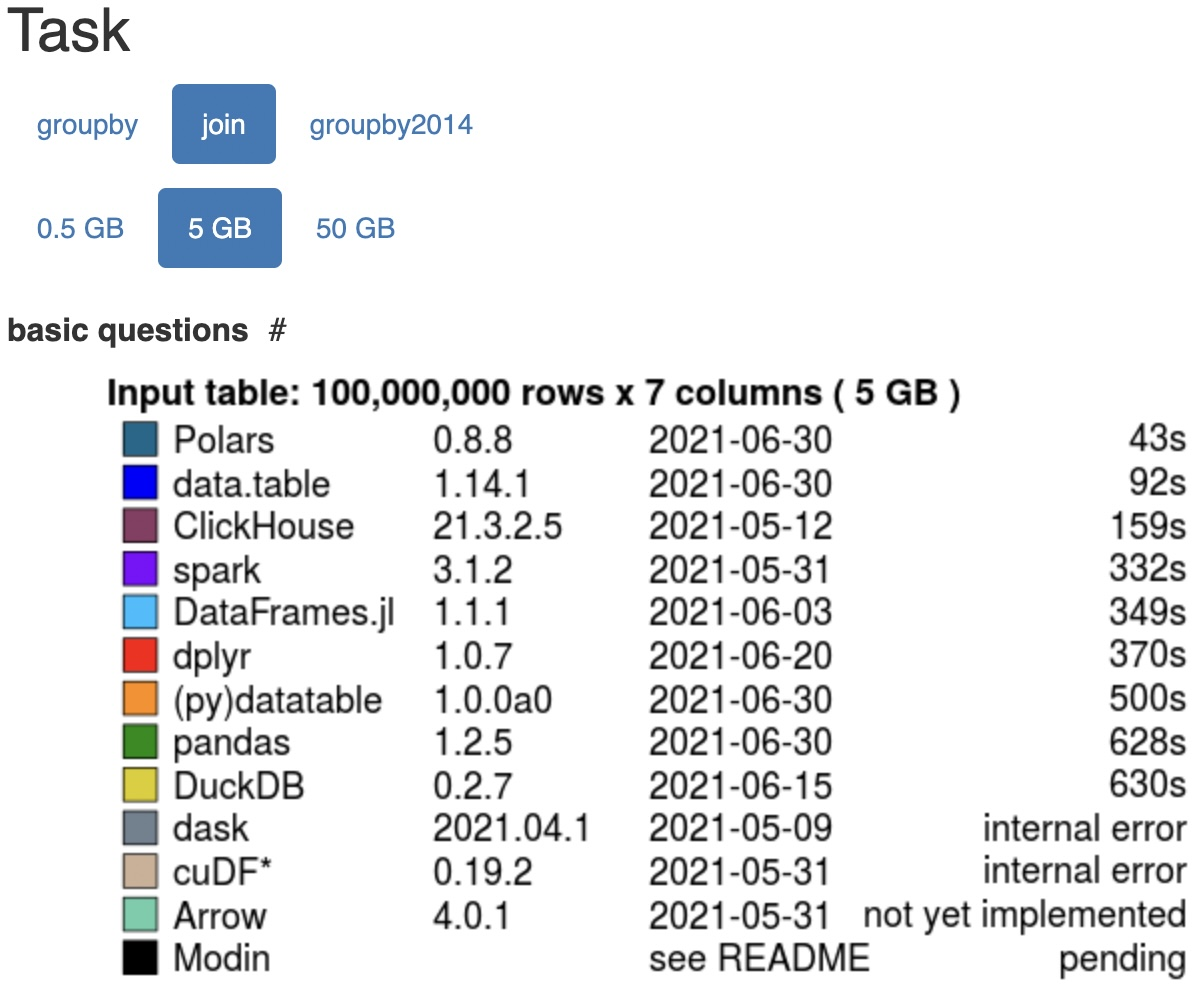 Task
groupby join groupby2014
0.5 GB 5 GB 50 GB
basic questions #
Input table: 100,000,000 rows x 7 columns ( 5 GB )
Polars 0.8.8 2021-06-30 43s
data.table 1.14.1 2021-06-30 92s
ClickHouse 21.3.2.5 2021-05-12 159s
spark 3.1.2 2021-05-31 332s
DataFrames.jl 1.1.1 2021-06-03 349s
dplyr 1.0.7 2021-06-20 370s
(py)datatable 1.0.0a0 2021-06-30 500s
pandas 1.2.5 2021-06-30 628s
DuckDB 0.2.7 2021-06-15 630s
dask 2021.04.1 2021-05-09 internal error
cuDF* 0.19.2 2021-05-31 internal error
Arrow 4.0.1 2021-05-31 not yet implemented
Modin see README pending